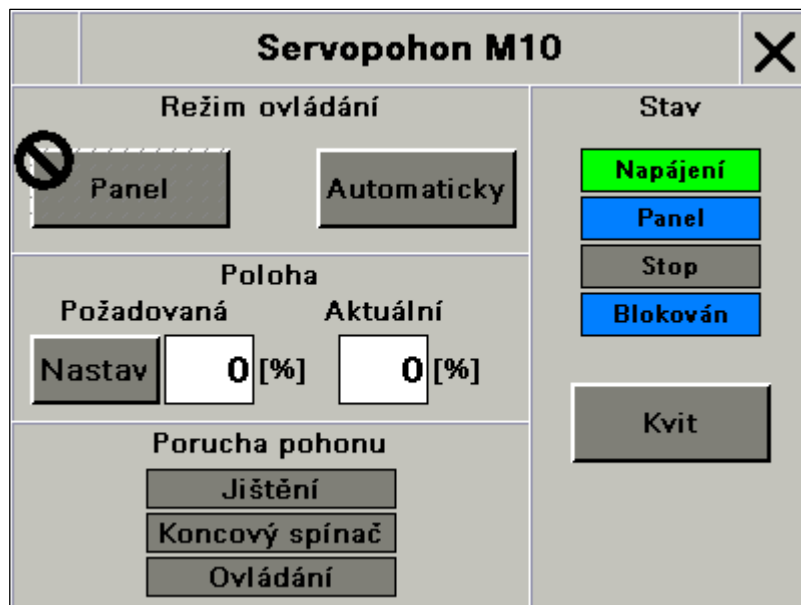 Servopohon M10
Režim ovládání
Panel
Automaticky
Poloha
Požadovaná
Aktuální
Nastav
0 [%]
0 [%]
Porucha pohonu
Jištění
Koncový spínač
Ovládání
Stav
Napájení
Panel
Stop
Blokován
Kvit